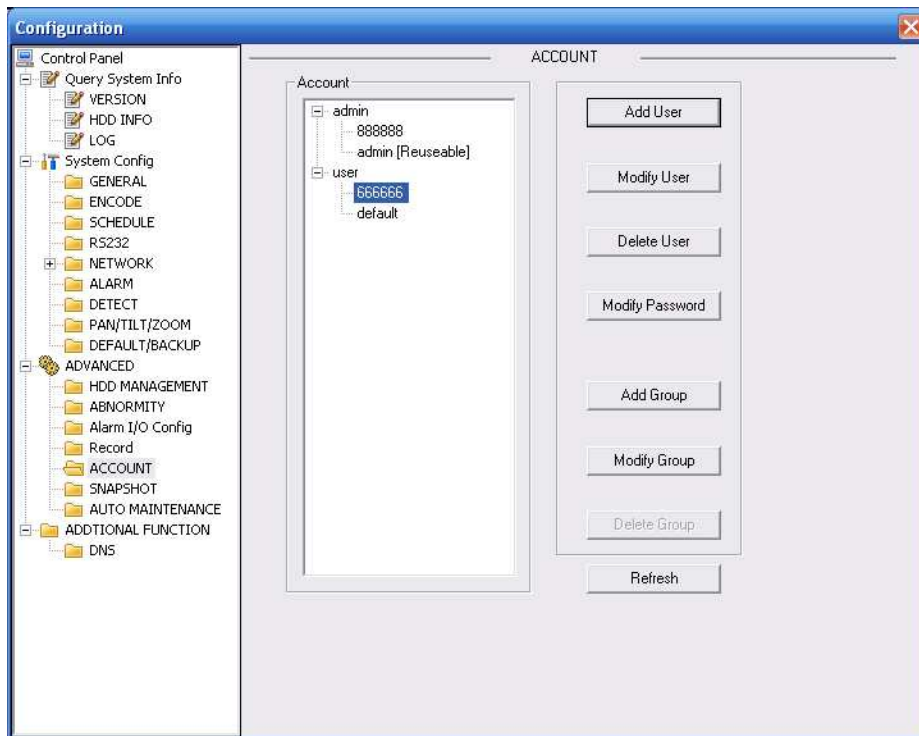 Configuration
Control Panel
Query System Info
VERSION
HDD INFO
LOG
System Config
GENERAL
ENCODE
SCHEDULE
RS232
NETWORK
ALARM
DETECT
PAN/TILT/ZOOM
DEFAULT/BACKUP
ADVANCED
HDD MANAGEMENT
ABNORMITY
Alarm I/O Config
Record
ACCOUNT
SNAPSHOT
AUTO MAINTENANCE
ADDTIONAL FUNCTION
DNS
ACCOUNT
Account
admin
888888
admin [Reuseable]
user
666666
default
Add User
Modify User
Delete User
Modify Password
Add Group
Modify Group
Delete Group
Refresh